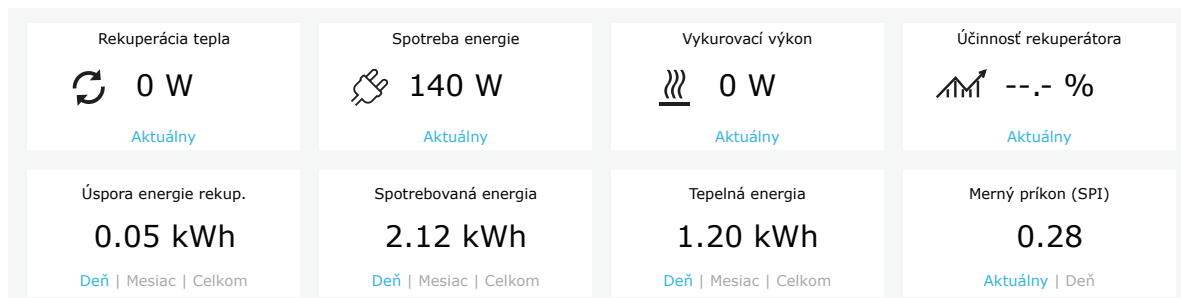 Rekuperácia tepla
0 W
Aktuálny
Spotreba energie
140 W
Aktuálny
Vykurovací výkon
0 W
Aktuálny
Účinnosť rekuperátora
--.- %
Aktuálny
Úspora energie rekup.
0.05 kWh
Deň | Mesiac | Celkom
Spotrebovaná energia
2.12 kWh
Deň | Mesiac | Celkom
Tepelná energia
1.20 kWh
Deň | Mesiac | Celkom
Merný príkon (SPI)
0.28
Aktuálny | Deň